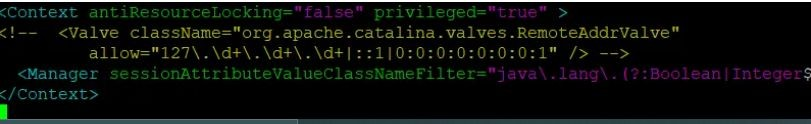 <Context antiResourceLocking="false" privileged="true" >
<!--  <Valve className="org.apache.catalina.valves.RemoteAddrValve"
         allow="127\.\d+\.\d+\.\d+|::1|0:0:0:0:0:0:0:1" /> -->
  <Manager sessionAttributeValueClassNameFilter="java\.lang\.(?:Boolean|Integer$
</Context>